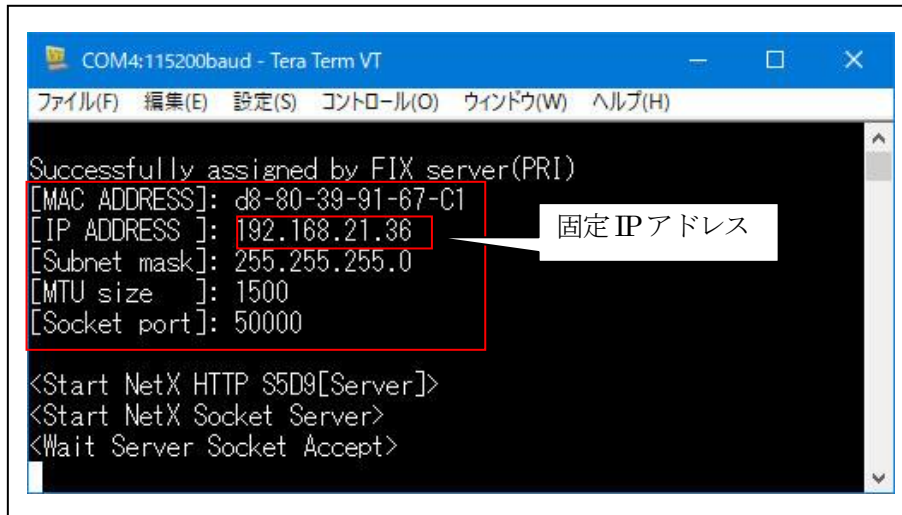 COM4:115200baud - Tera Term VT
ファイル(F) 編集(E) 設定(S) コントロール(O) ウィンドウ(W) ヘルプ(H)
Successfully assigned by FIX server(PRI)
[MAC ADDRESS]: d8-80-39-91-67-C1
[IP ADDRESS ]: 192.168.21.36
固定IPアドレス
[Subnet mask]: 255.255.255.0
[MTU size   ]: 1500
[Socket port]: 50000
<Start NetX HTTP S5D9[Server]>
<Start NetX Socket Server>
<Wait Server Socket Accept>